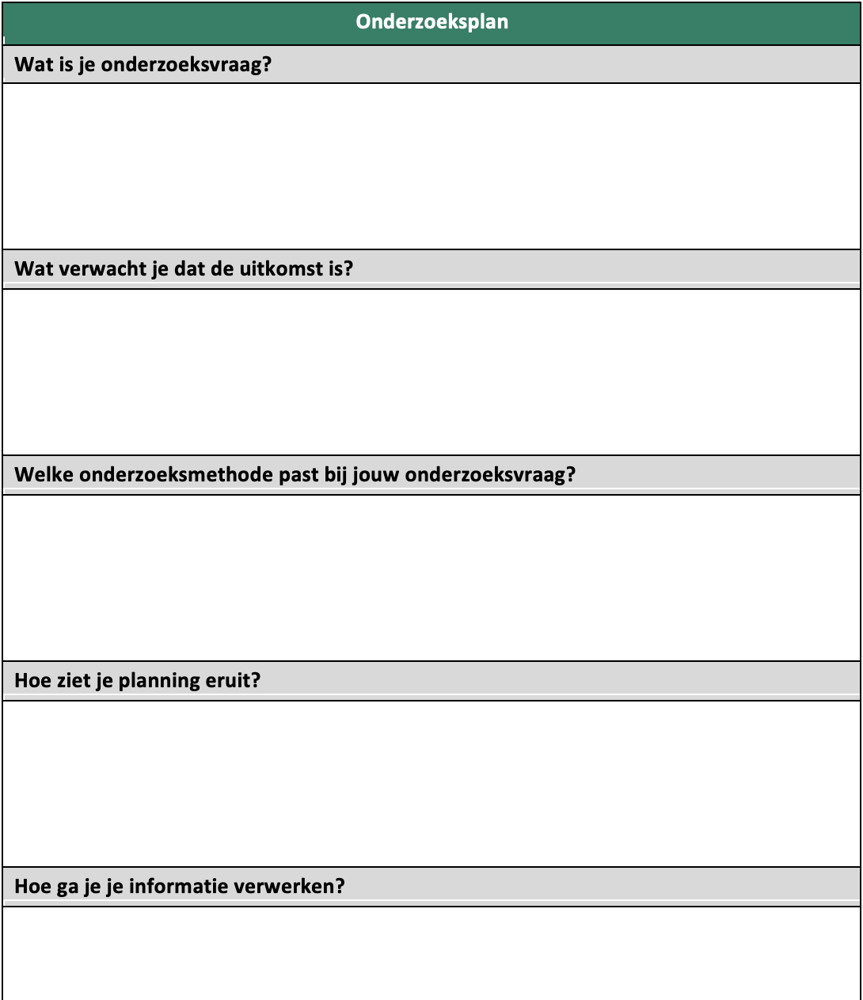 Onderzoeksplan
Wat is je onderzoeksvraag?
Wat verwacht je dat de uitkomst is?
Welke onderzoeksmethode past bij jouw onderzoeksvraag?
Hoe ziet je planning eruit?
Hoe ga je je informatie verwerken?